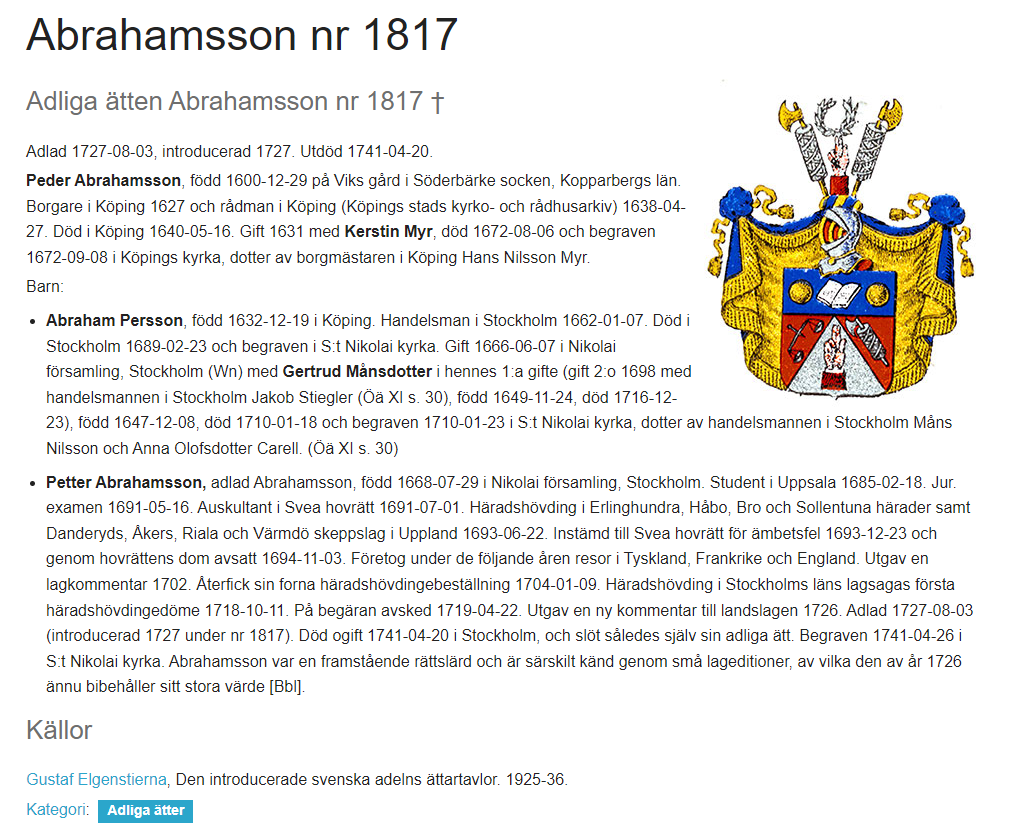 Abrahamsson nr 1817
Adliga ätten Abrahamsson nr 1817 †
Adlad 1727-08-03, introducerad 1727. Utdöd 1741-04-20.
Peder Abrahamsson, född 1600-12-29 på Viks gård i Söderbärke socken, Kopparbergs län.
Borgare i Köping 1627 och rådman i Köping (Köpings stads kyrko- och rådhusarkiv) 1638-04-
27. Död i Köping 1640-05-16. Gift 1631 med Kerstin Myr, död 1672-08-06 och begraven
1672-09-08 i Köpings kyrka, dotter av borgmästaren i Köping Hans Nilsson Myr.
Barn:
• Abraham Persson, född 1632-12-19 i Köping. Handelsman i Stockholm 1662-01-07. Död i
Stockholm 1689-02-23 och begraven i S:t Nikolai kyrka. Gift 1666-06-07 i Nikolai
församling, Stockholm (Wn) med Gertrud Månsdotter i hennes 1:a gifte (gift 2:o 1698 med
handelsmannen i Stockholm Jakob Stiegler (Öä XI s. 30), född 1649-11-24, död 1716-12-
23), född 1647-12-08, död 1710-01-18 och begraven 1710-01-23 i S:t Nikolai kyrka, dotter av handelsmannen i Stockholm Måns
Nilsson och Anna Olofsdotter Carell. (Öä XI s. 30)
• Petter Abrahamsson, adlad Abrahamsson, född 1668-07-29 i Nikolai församling, Stockholm. Student i Uppsala 1685-02-18. Jur.
examen 1691-05-16. Auskultant i Svea hovrätt 1691-07-01. Häradshövding i Erlinghundra, Håbo, Bro och Sollentuna härader samt
Danderyds, Åkers, Riala och Värmdö skeppslag i Uppland 1693-06-22. Instämd till Svea hovrätt för ämbetsfel 1693-12-23 och
genom hovrättens dom avsatt 1694-11-03. Företog under de följande åren resor i Tyskland, Frankrike och England. Utgav en
lagkommentar 1702. Återfick sin forna häradshövdingebeställning 1704-01-09. Häradshövding i Stockholms läns lagsagas första
häradshövdingedöme 1718-10-11. På begäran avsked 1719-04-22. Utgav en ny kommentar till landslagen 1726. Adlad 1727-08-03
(introducerad 1727 under nr 1817). Död ogift 1741-04-20 i Stockholm, och slöt således själv sin adliga ätt. Begraven 1741-04-26 i
S:t Nikolai kyrka. Abrahamsson var en framstående rättslärd och är särskilt känd genom små lageditioner, av vilka den av år 1726
ännu bibehåller sitt stora värde [Bbl].
Källor
Gustaf Elgenstierna, Den introducerade svenska adelns ättartavlor. 1925-36.
Kategori: Adliga ätter